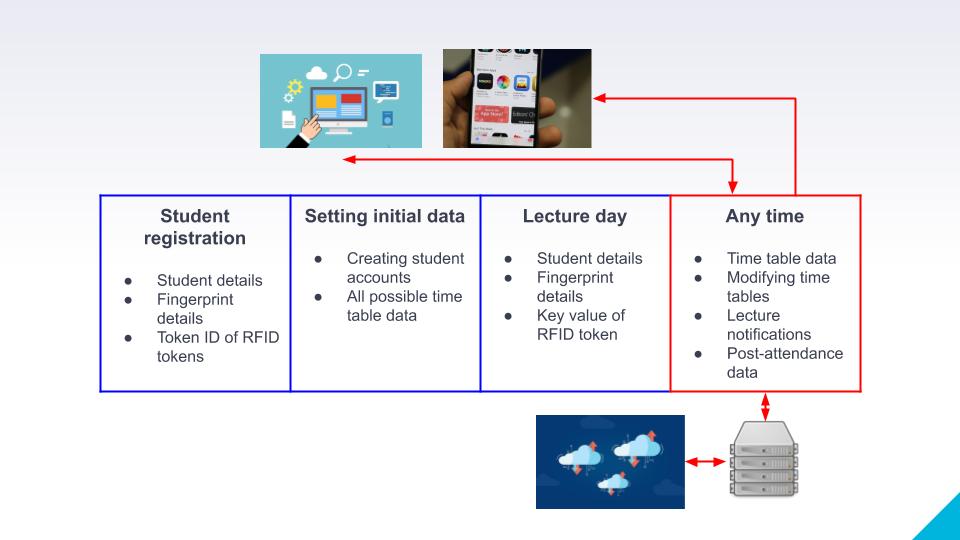 Student
registration
● Student details
● Fingerprint
details
● Token ID of RFID
tokens
Setting initial data
● Creating student
accounts
● All possible time
table data
Lecture day
● Student details
● Fingerprint
details
● Key value of
RFID token
Any time
● Time table data
● Modifying time
tables
● Lecture
notifications
● Post-attendance
data